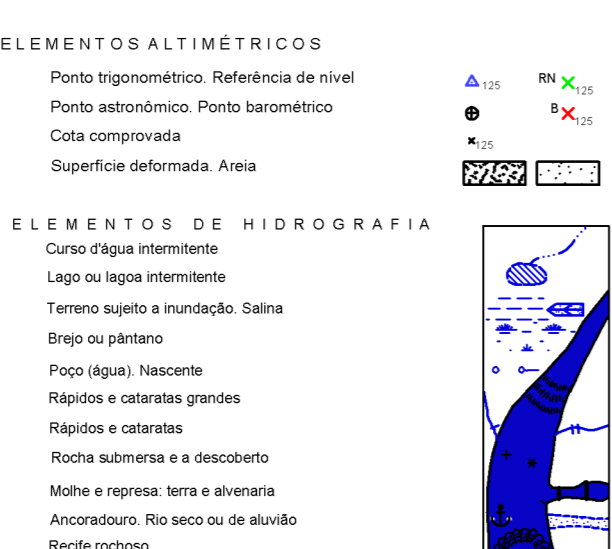 ELEMENTOS ALTIMÉTRICOS
Ponto trigonométrico. Referência de nível 125 RN 125
Ponto astronômico. Ponto barométrico B 125
Cota comprovada 125
Superfície deformada. Areia
ELEMENTOS DE HIDROGRAFIA
Curso d'água intermitente
Lago ou lagoa intermitente
Terreno sujeito a inundação. Salina
Brejo ou pântano
Poço (água). Nascente
Rápidos e cataratas grandes
Rápidos e cataratas
Rocha submersa e a descoberto
Molhe e represa: terra e alvenaria
Ancoradouro. Rio seco ou de aluvião
Recife rochoso